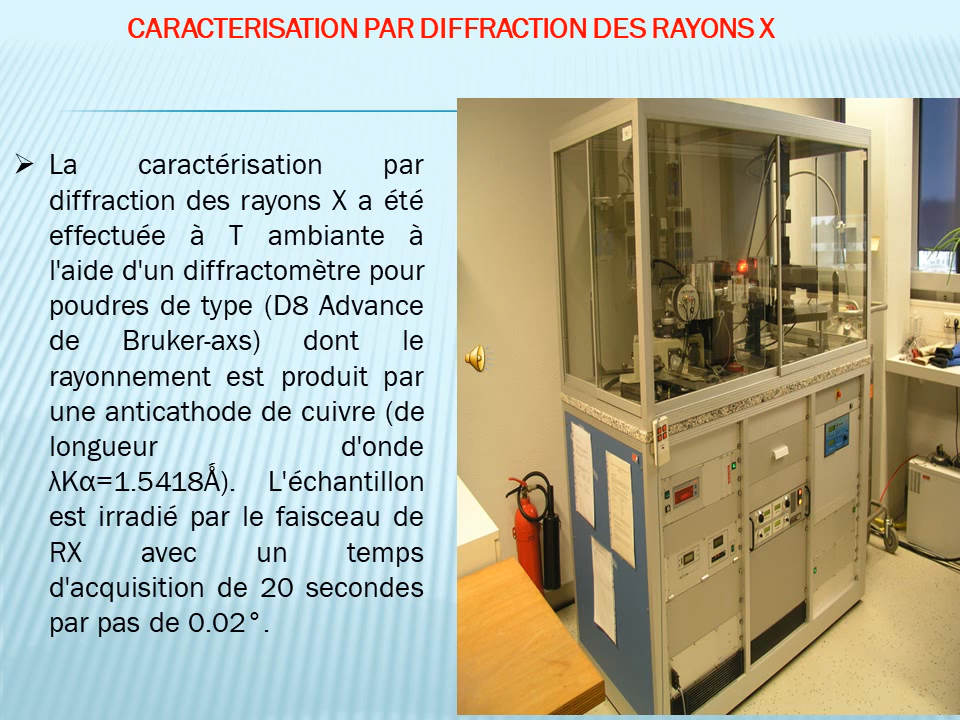 CARACTERISATION PAR DIFFRACTION DES RAYONS X
➢ La caractérisation par
diffraction des rayons X a été
effectuée à T ambiante à
l'aide d'un diffractomètre pour
poudres de type (D8 Advance
de Bruker-axs) dont le
rayonnement est produit par
une anticathode de cuivre (de
longueur d'onde
λKα=1.5418Ǻ). L'échantillon
est irradié par le faisceau de
RX avec un temps
d'acquisition de 20 secondes
par pas de 0.02°.